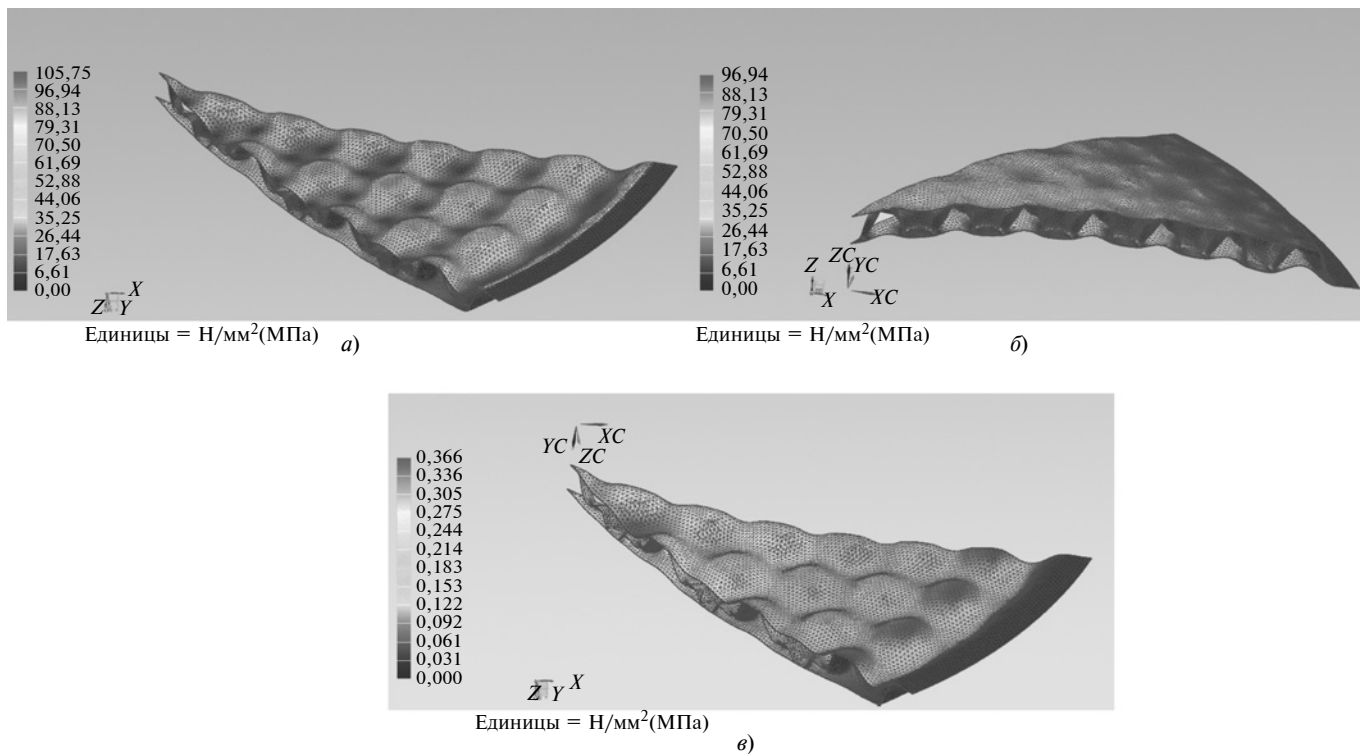 105,75
96,94
88,13
79,31
70,50
61,69
52,88
44,06
35,25
26,44
17,63
6,61
0,00
X
Z Y
Единицы = Н/мм²(МПа)
а)
96,94
88,13
79,31
70,50
61,69
52,88
44,06
35,25
26,44
17,63
6,61
0,00
Z
X
ZC
YC
XC
Единицы = Н/мм²(МПа)
б)
YC
XC
ZC
0,366
0,336
0,305
0,275
0,244
0,214
0,183
0,153
0,122
0,092
0,061
0,031
0,000
Z Y X
Единицы = Н/мм²(МПа)
в)